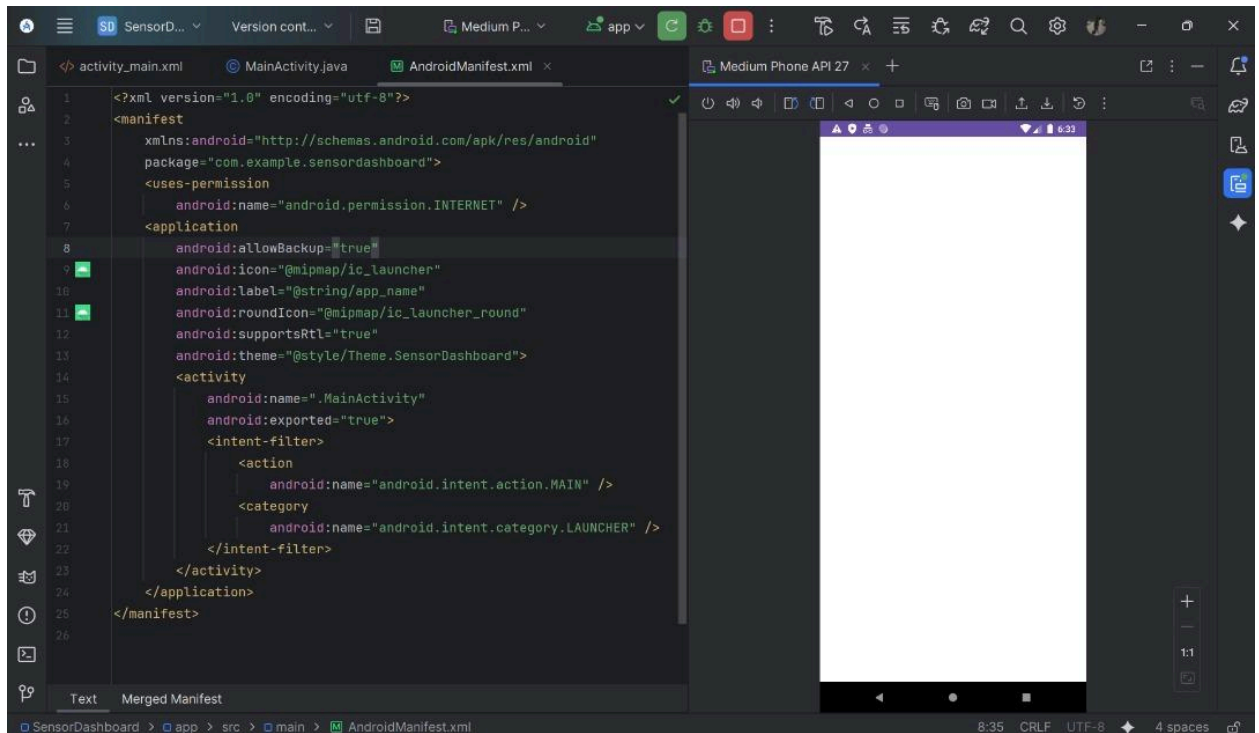 SD SensorD... Version cont... Medium P... app
activity_main.xml MainActivity.java AndroidManifest.xml
Medium Phone API 27
1 <?xml version="1.0" encoding="utf-8"?>
2 <manifest
3 xmlns:android="http://schemas.android.com/apk/res/android"
4 package="com.example.sensordashboard">
5 <uses-permission
6 android:name="android.permission.INTERNET" />
7 <application
8 android:allowBackup="true"
9 android:icon="@mipmap/ic_launcher"
10 android:label="@string/app_name"
11 android:roundIcon="@mipmap/ic_launcher_round"
12 android:supportsRtl="true"
13 android:theme="@style/Theme.SensorDashboard">
14 <activity
15 android:name=".MainActivity"
16 android:exported="true">
17 <intent-filter>
18 <action
19 android:name="android.intent.action.MAIN" />
20 <category
21 android:name="android.intent.category.LAUNCHER" />
22 </intent-filter>
23 </activity>
24 </application>
25 </manifest>
26
6:33
1:1
Text Merged Manifest
SensorDashboard > app > src > main > AndroidManifest.xml
8:35 CRLF UTF-8 4 spaces